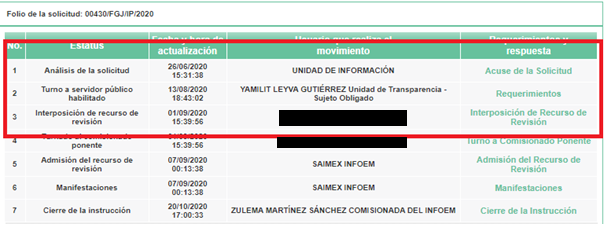 Folio de la solicitud: 00430/FGJ/IP/2020
No. Estatus Fecha y hora de actualización Usuario que realiza el movimiento Requerimientos y respuesta
1 Análisis de la solicitud 26/06/2020 15:31:38 UNIDAD DE INFORMACIÓN Acuse de la Solicitud
2 Turno a servidor público habilitado 13/08/2020 18:43:02 YAMILIT LEYVA GUTIÉRREZ Unidad de Transparencia - Sujeto Obligado Requerimientos
3 Interposición de recurso de revisión 01/09/2020 15:39:56 Interposición de Recurso de Revisión
4 Turnado al comisionado ponente 15:39:56 Turno a Comisionado Ponente
5 Admisión del recurso de revisión 07/09/2020 00:13:38 SAIMEX INFOEM Admisión del Recurso de Revisión
6 Manifestaciones 07/09/2020 00:13:38 SAIMEX INFOEM Manifestaciones
7 Cierre de la instrucción 20/10/2020 17:00:33 ZULEMA MARTÍNEZ SÁNCHEZ COMISIONADA DEL INFOEM Cierre de la Instrucción